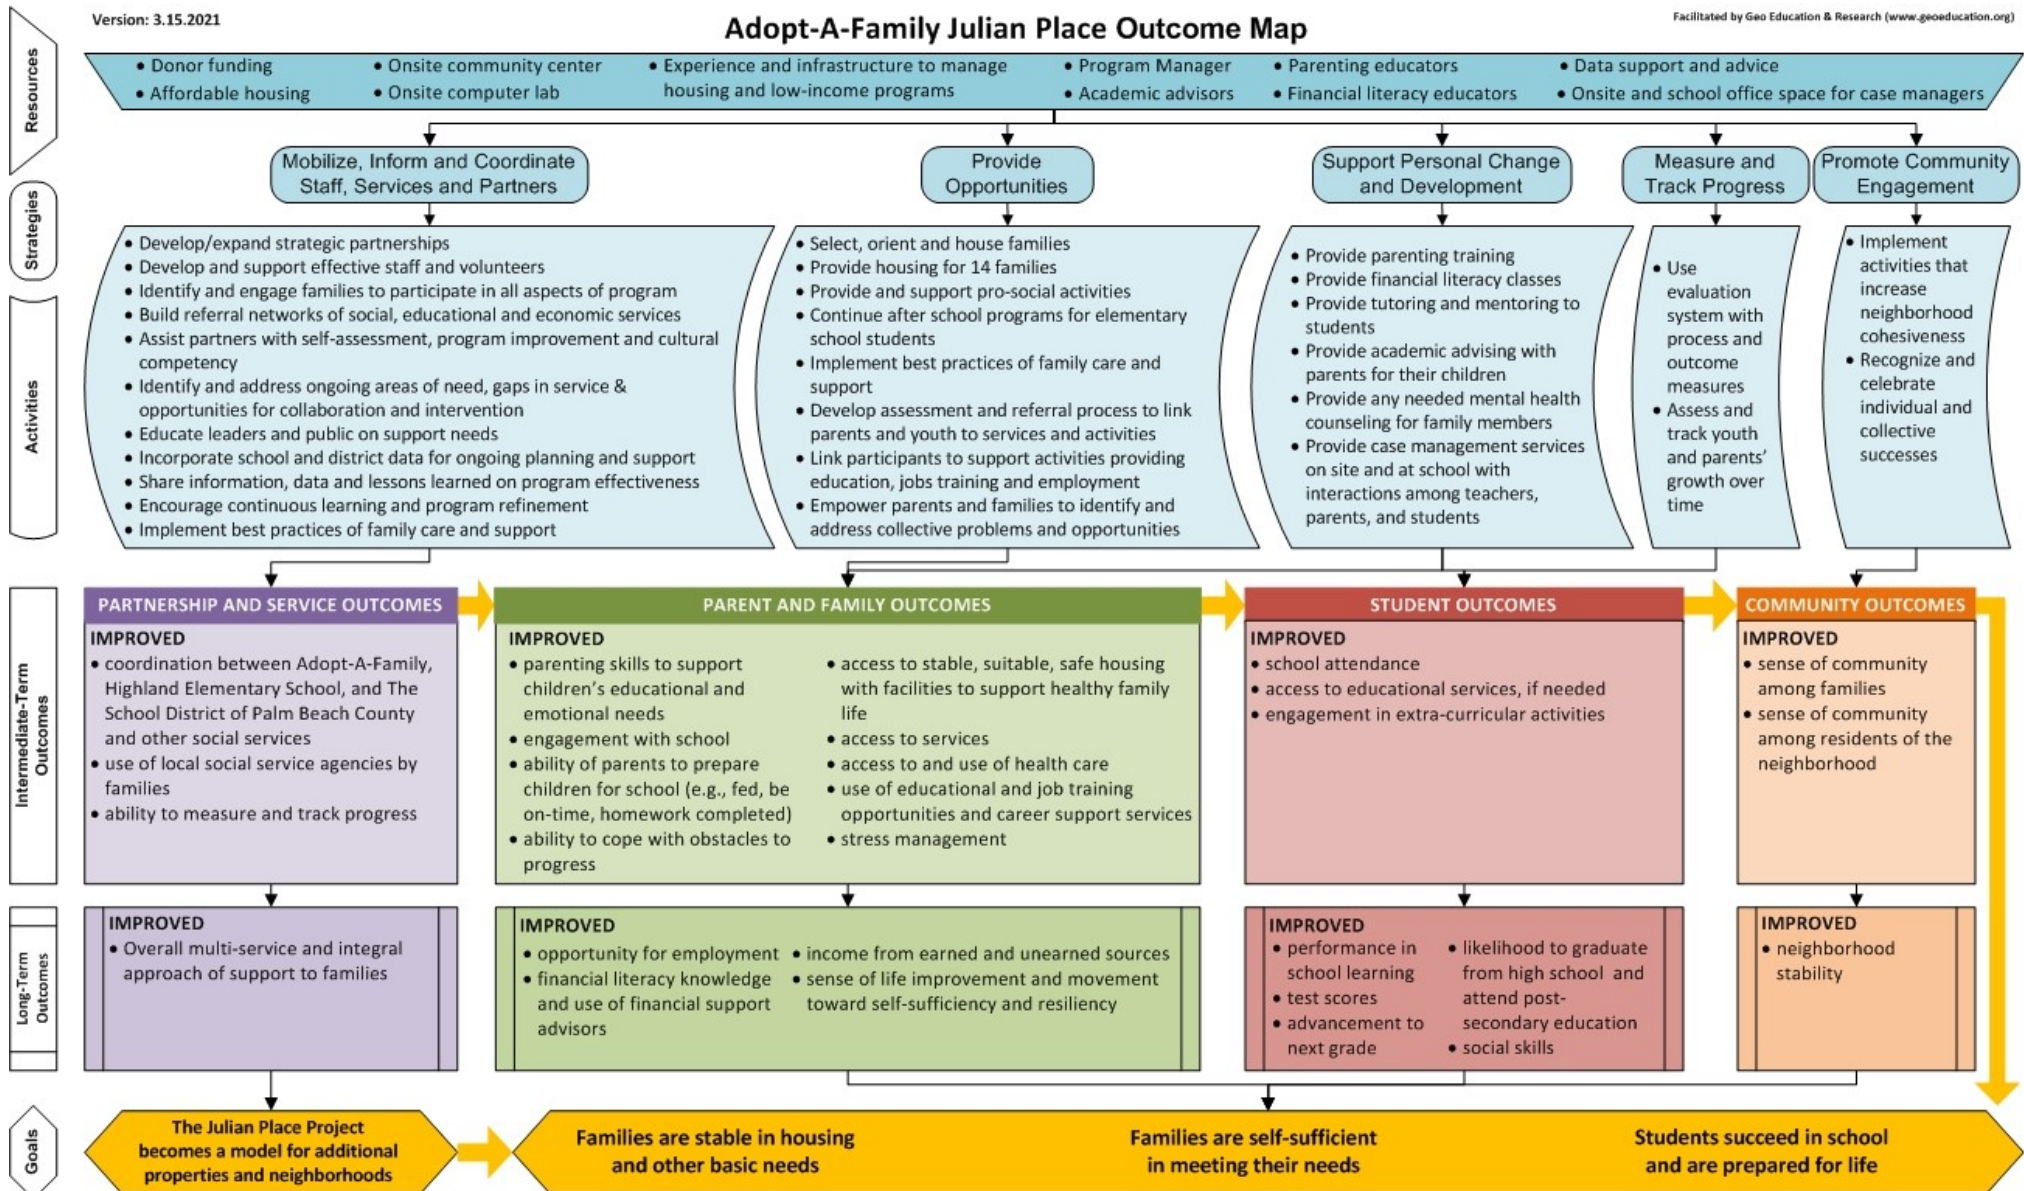 Version: 3.15.2021
Adopt-A-Family Julian Place Outcome Map
Facilitated by Geo Education & Research (www.geoeducation.org)
Resources
• Donor funding
• Affordable housing
• Onsite community center
• Onsite computer lab
• Experience and infrastructure to manage
housing and low-income programs
• Program Manager
• Academic advisors
• Parenting educators
• Financial literacy educators
• Data support and advice
• Onsite and school office space for case managers
Strategies
Mobilize, Inform and Coordinate
Staff, Services and Partners
Provide
Opportunities
Support Personal Change
and Development
Measure and
Track Progress
Promote Community
Engagement
Activities
• Develop/expand strategic partnerships
• Develop and support effective staff and volunteers
• Identify and engage families to participate in all aspects of program
• Build referral networks of social, educational and economic services
• Assist partners with self-assessment, program improvement and cultural
competency
• Identify and address ongoing areas of need, gaps in service &
opportunities for collaboration and intervention
• Educate leaders and public on support needs
• Incorporate school and district data for ongoing planning and support
• Share information, data and lessons learned on program effectiveness
• Encourage continuous learning and program refinement
• Implement best practices of family care and support
• Select, orient and house families
• Provide housing for 14 families
• Provide and support pro-social activities
• Continue after school programs for elementary
school students
• Implement best practices of family care and
support
• Develop assessment and referral process to link
parents and youth to services and activities
• Link participants to support activities providing
education, jobs training and employment
• Empower parents and families to identify and
address collective problems and opportunities
• Provide parenting training
• Provide financial literacy classes
• Provide tutoring and mentoring to
students
• Provide academic advising with
parents for their children
• Provide any needed mental health
counseling for family members
• Provide case management services
on site and at school with
interactions among teachers,
parents, and students
• Use
evaluation
system with
process and
outcome
measures
• Assess and
track youth
and parents’
growth over
time
• Implement
activities that
increase
neighborhood
cohesiveness
• Recognize and
celebrate
individual and
collective
successes
Intermediate-Term
Outcomes
PARTNERSHIP AND SERVICE OUTCOMES
IMPROVED
• coordination between Adopt-A-Family,
Highland Elementary School, and The
School District of Palm Beach County
and other social services
• use of local social service agencies by
families
• ability to measure and track progress
PARENT AND FAMILY OUTCOMES
IMPROVED
• parenting skills to support
children’s educational and
emotional needs
• engagement with school
• ability of parents to prepare
children for school (e.g., fed, be
on-time, homework completed)
• ability to cope with obstacles to
progress
• access to stable, suitable, safe housing
with facilities to support healthy family
life
• access to services
• access to and use of health care
• use of educational and job training
opportunities and career support services
• stress management
STUDENT OUTCOMES
IMPROVED
• school attendance
• access to educational services, if needed
• engagement in extra-curricular activities
COMMUNITY OUTCOMES
IMPROVED
• sense of community
among families
• sense of community
among residents of the
neighborhood
Long-Term
Outcomes
IMPROVED
• Overall multi-service and integral
approach of support to families
IMPROVED
• opportunity for employment
• financial literacy knowledge
and use of financial support
advisors
• income from earned and unearned sources
• sense of life improvement and movement
toward self-sufficiency and resiliency
IMPROVED
• performance in
school learning
• test scores
• advancement to
next grade
• likelihood to graduate
from high school and
attend post-
secondary education
• social skills
IMPROVED
• neighborhood
stability
Goals
The Julian Place Project
becomes a model for additional
properties and neighborhoods
Families are stable in housing
and other basic needs
Families are self-sufficient
in meeting their needs
Students succeed in school
and are prepared for life